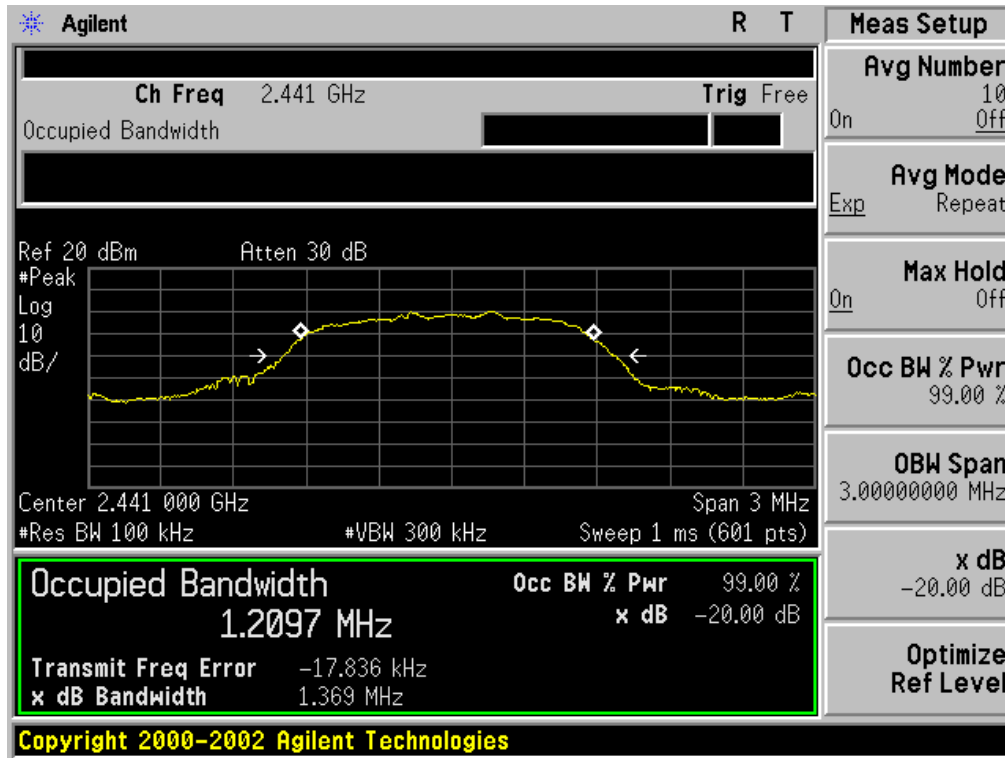 Agilent R T
Ch Freq 2.441 GHz Trig Free
Occupied Bandwidth
Ref 20 dBm Atten 30 dB
#Peak
Log
10
dB/
Center 2.441 000 GHz Span 3 MHz
#Res BW 100 kHz #VBW 300 kHz Sweep 1 ms (601 pts)
Occupied Bandwidth Occ BW % Pwr 99.00 %
1.2097 MHz x dB -20.00 dB
Transmit Freq Error -17.836 kHz
x dB Bandwidth 1.369 MHz
Copyright 2000-2002 Agilent Technologies
Meas Setup
Avg Number
10
On Off
Avg Mode
Exp Repeat
Max Hold
On Off
Occ BW % Pwr
99.00 %
OBW Span
3.00000000 MHz
x dB
-20.00 dB
Optimize
Ref Level